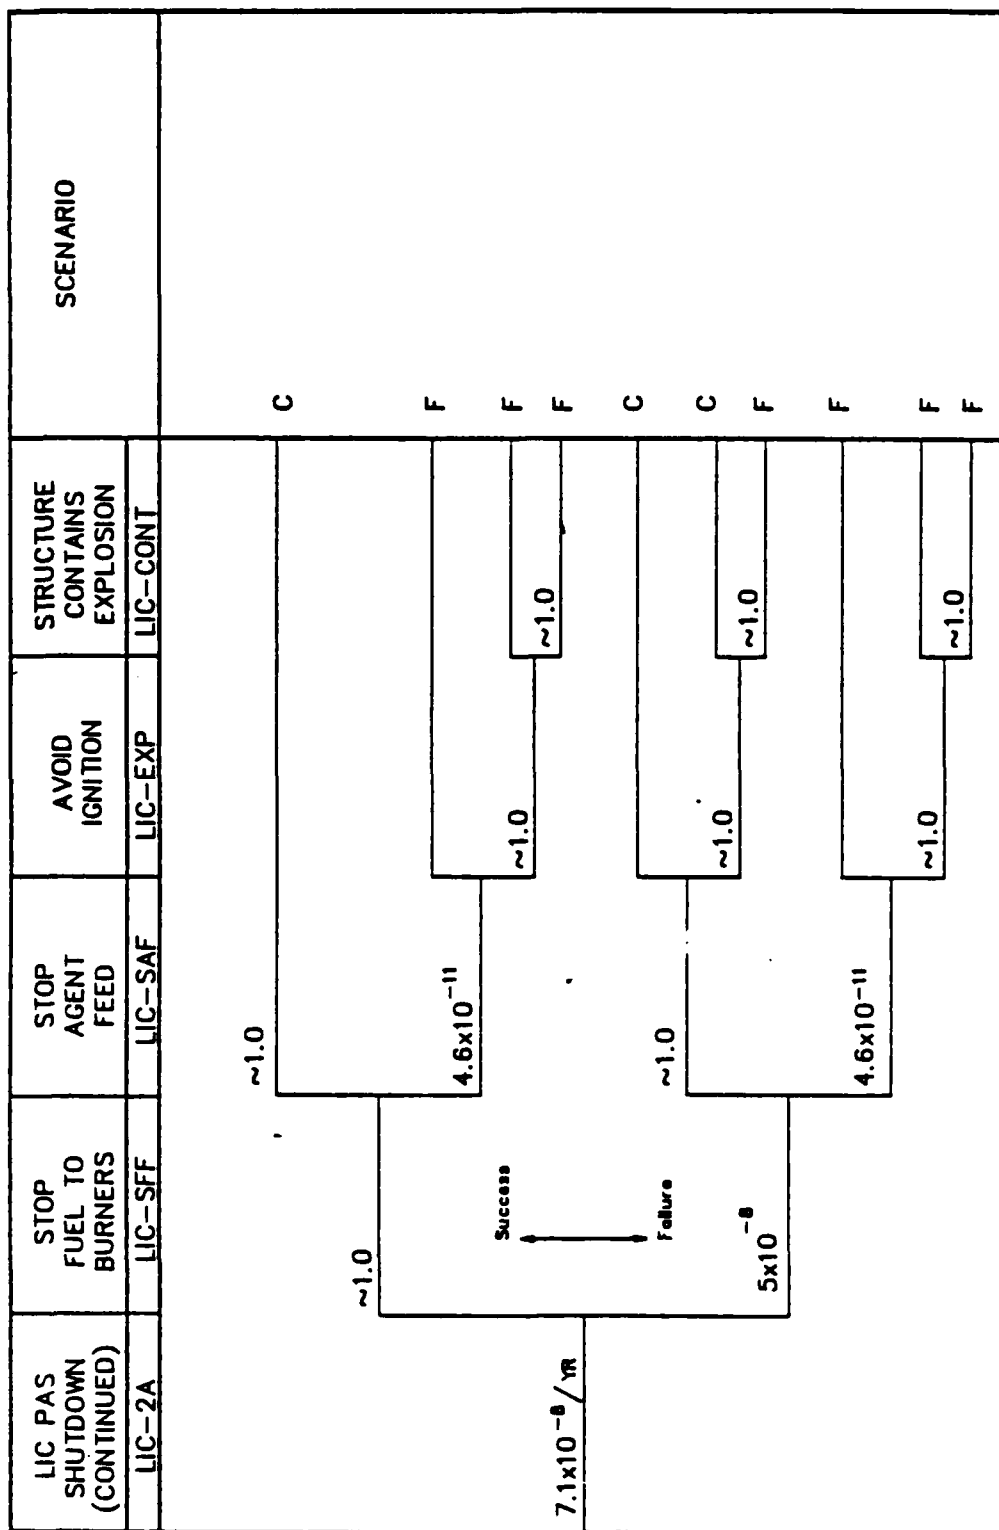 LIC PAS
SHUTDOWN
(CONTINUED)
STOP
FUEL TO
BURNERS
STOP
AGENT
FEED
AVOID
IGNITION
STRUCTURE
CONTAINS
EXPLOSION
SCENARIO
LIC-2A
LIC-SFF
LIC-SAF
LIC-EXP
LIC-CONT
~1.0
C
~1.0
F
4.6x10⁻¹¹
F
~1.0
~1.0
F
Success
7.1x10⁻⁸/YR
Failure
~1.0
C
C
~1.0
~1.0
F
5x10⁻⁸
F
4.6x10⁻¹¹
F
~1.0
~1.0
F